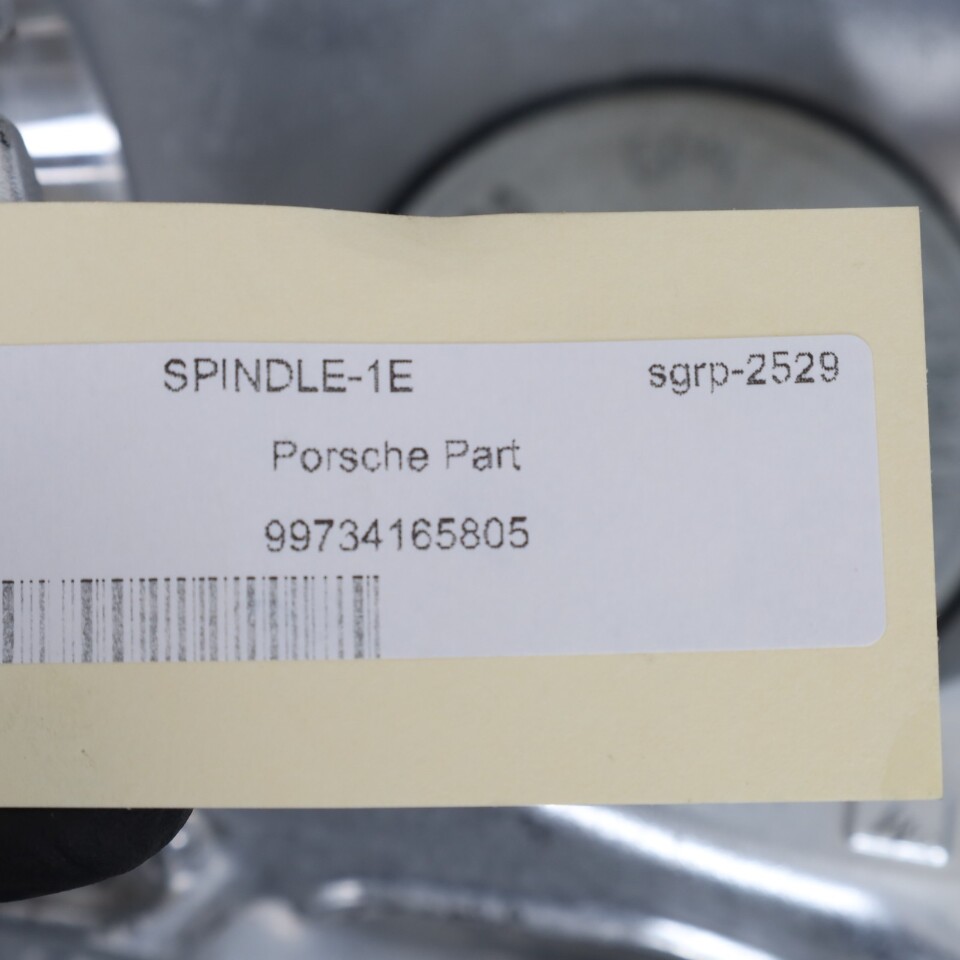 SPINDLE-1E sgrp-2529
Porsche Part
99734165805